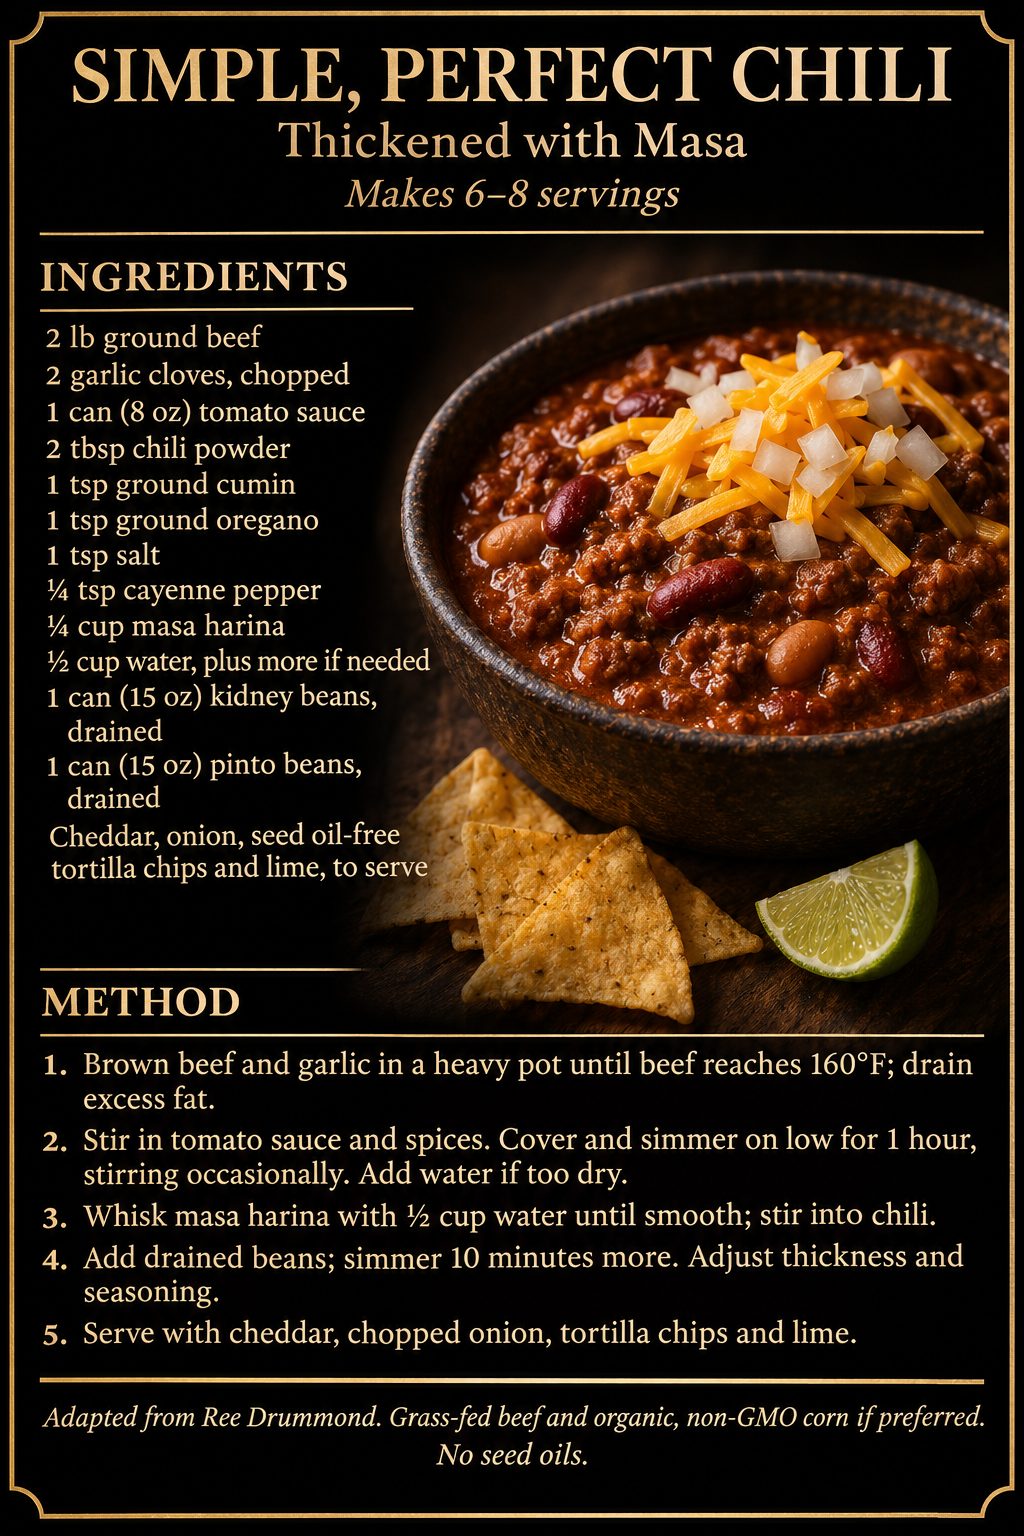 SIMPLE, PERFECT CHILI
Thickened with Masa
Makes 6–8 servings
INGREDIENTS
2 lb ground beef
2 garlic cloves, chopped
1 can (8 oz) tomato sauce
2 tbsp chili powder
1 tsp ground cumin
1 tsp ground oregano
1 tsp salt
¼ tsp cayenne pepper
¼ cup masa harina
½ cup water, plus more if needed
1 can (15 oz) kidney beans,
drained
1 can (15 oz) pinto beans,
drained
Cheddar, onion, seed oil-free
tortilla chips and lime, to serve
METHOD
1. Brown beef and garlic in a heavy pot until beef reaches 160°F; drain
excess fat.
2. Stir in tomato sauce and spices. Cover and simmer on low for 1 hour,
stirring occasionally. Add water if too dry.
3. Whisk masa harina with ½ cup water until smooth; stir into chili.
4. Add drained beans; simmer 10 minutes more. Adjust thickness and
seasoning.
5. Serve with cheddar, chopped onion, tortilla chips and lime.
Adapted from Ree Drummond. Grass-fed beef and organic, non-GMO corn if preferred.
No seed oils.